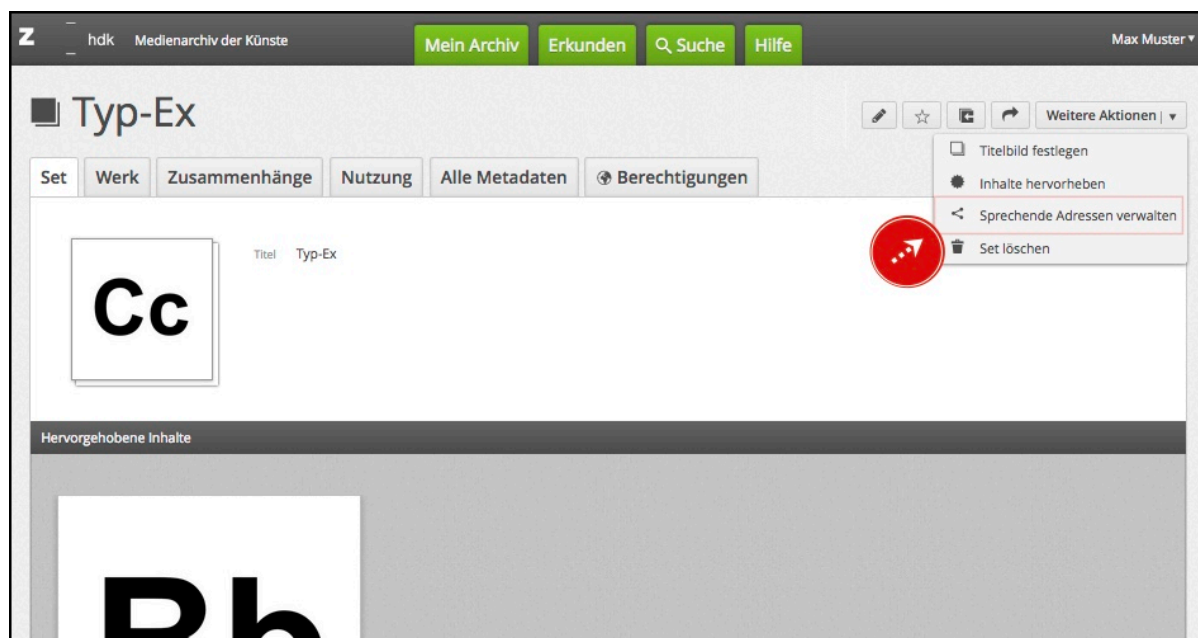 Z hdk Medienarchiv der Künste Mein Archiv Erkunden Suche Hilfe Max Muster
Typ-Ex
Weitere Aktionen
Titelbild festlegen
Inhalte hervorheben
Sprechende Adressen verwalten
Set löschen
Set Werk Zusammenhänge Nutzung Alle Metadaten Berechtigungen
Titel Typ-Ex
Cc
Hervorgehobene Inhalte
Bb